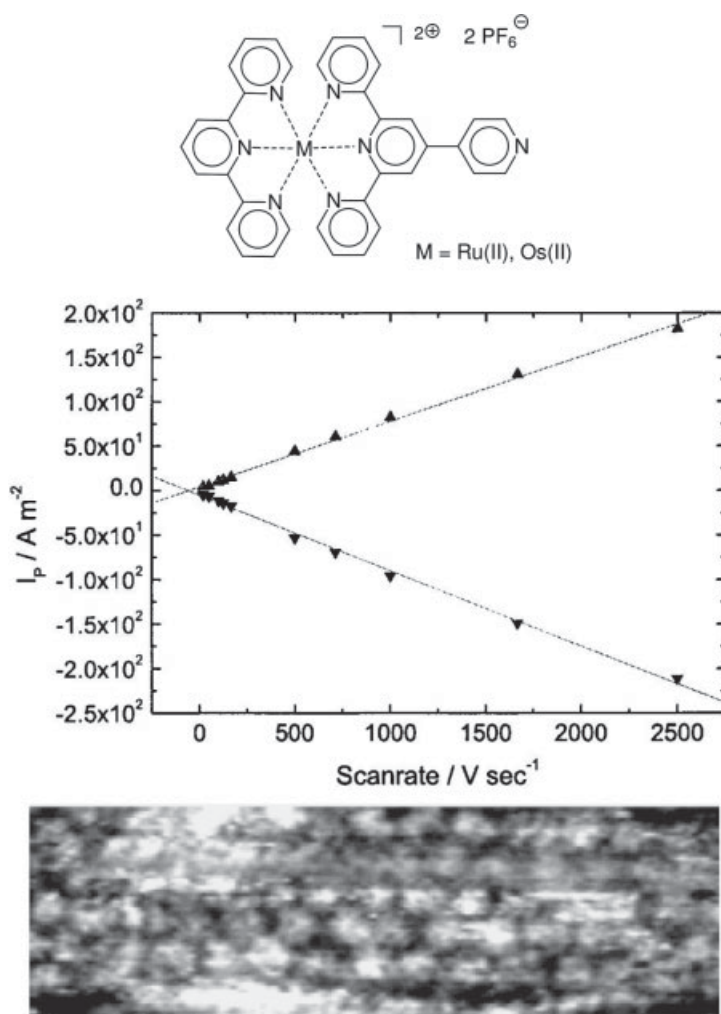 2⊕ 2 PF6⊖
N N
N M N N
N N
M = Ru(II), Os(II)
2.0x10²
1.5x10²
1.0x10²
5.0x10¹
0.0
-5.0x10¹
-1.0x10²
-1.5x10²
-2.0x10²
-2.5x10²
IP / A m⁻²
0 500 1000 1500 2000 2500
Scanrate / V sec⁻¹